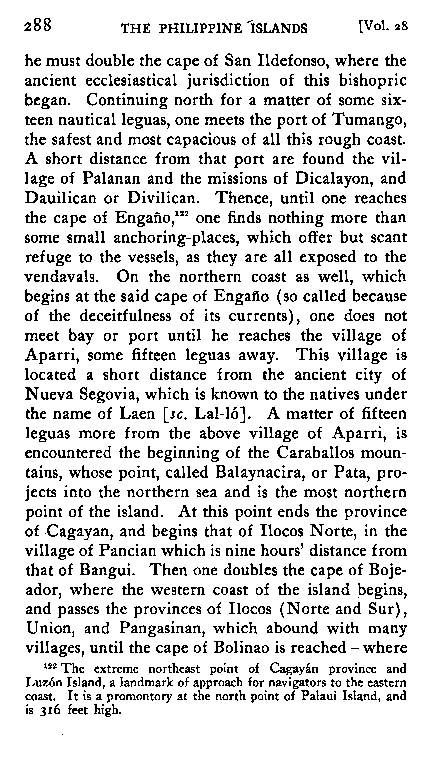 288 THE PHILIPPINE ISLANDS [Vol. 28
he must double the cape of San Ildefonso, where the
ancient ecclesiastical jurisdiction of this bishopric
began. Continuing north for a matter of some six-
teen nautical leguas, one meets the port of Tumango,
the safest and most capacious of all this rough coast.
A short distance from that port are found the vil-
lage of Palanan and the missions of Dicalayon, and
Dauilican or Divilican. Thence, until one reaches
the cape of Engaño,¹²² one finds nothing more than
some small anchoring-places, which offer but scant
refuge to the vessels, as they are all exposed to the
vendavals. On the northern coast as well, which
begins at the said cape of Engaño (so called because
of the deceitfulness of its currents), one does not
meet bay or port until he reaches the village of
Aparri, some fifteen leguas away. This village is
located a short distance from the ancient city of
Nueva Segovia, which is known to the natives under
the name of Laen [sc. Lal-ló]. A matter of fifteen
leguas more from the above village of Aparri, is
encountered the beginning of the Caraballos moun-
tains, whose point, called Balaynacira, or Pata, pro-
jects into the northern sea and is the most northern
point of the island. At this point ends the province
of Cagayan, and begins that of Ilocos Norte, in the
village of Pancian which is nine hours' distance from
that of Bangui. Then one doubles the cape of Boje-
ador, where the western coast of the island begins,
and passes the provinces of Ilocos (Norte and Sur),
Union, and Pangasinan, which abound with many
villages, until the cape of Bolinao is reached – where
¹²² The extreme northeast point of Cagayán province and
Luzón Island, a landmark of approach for navigators to the eastern
coast. It is a promontory at the north point of Palaui Island, and
is 316 feet high.